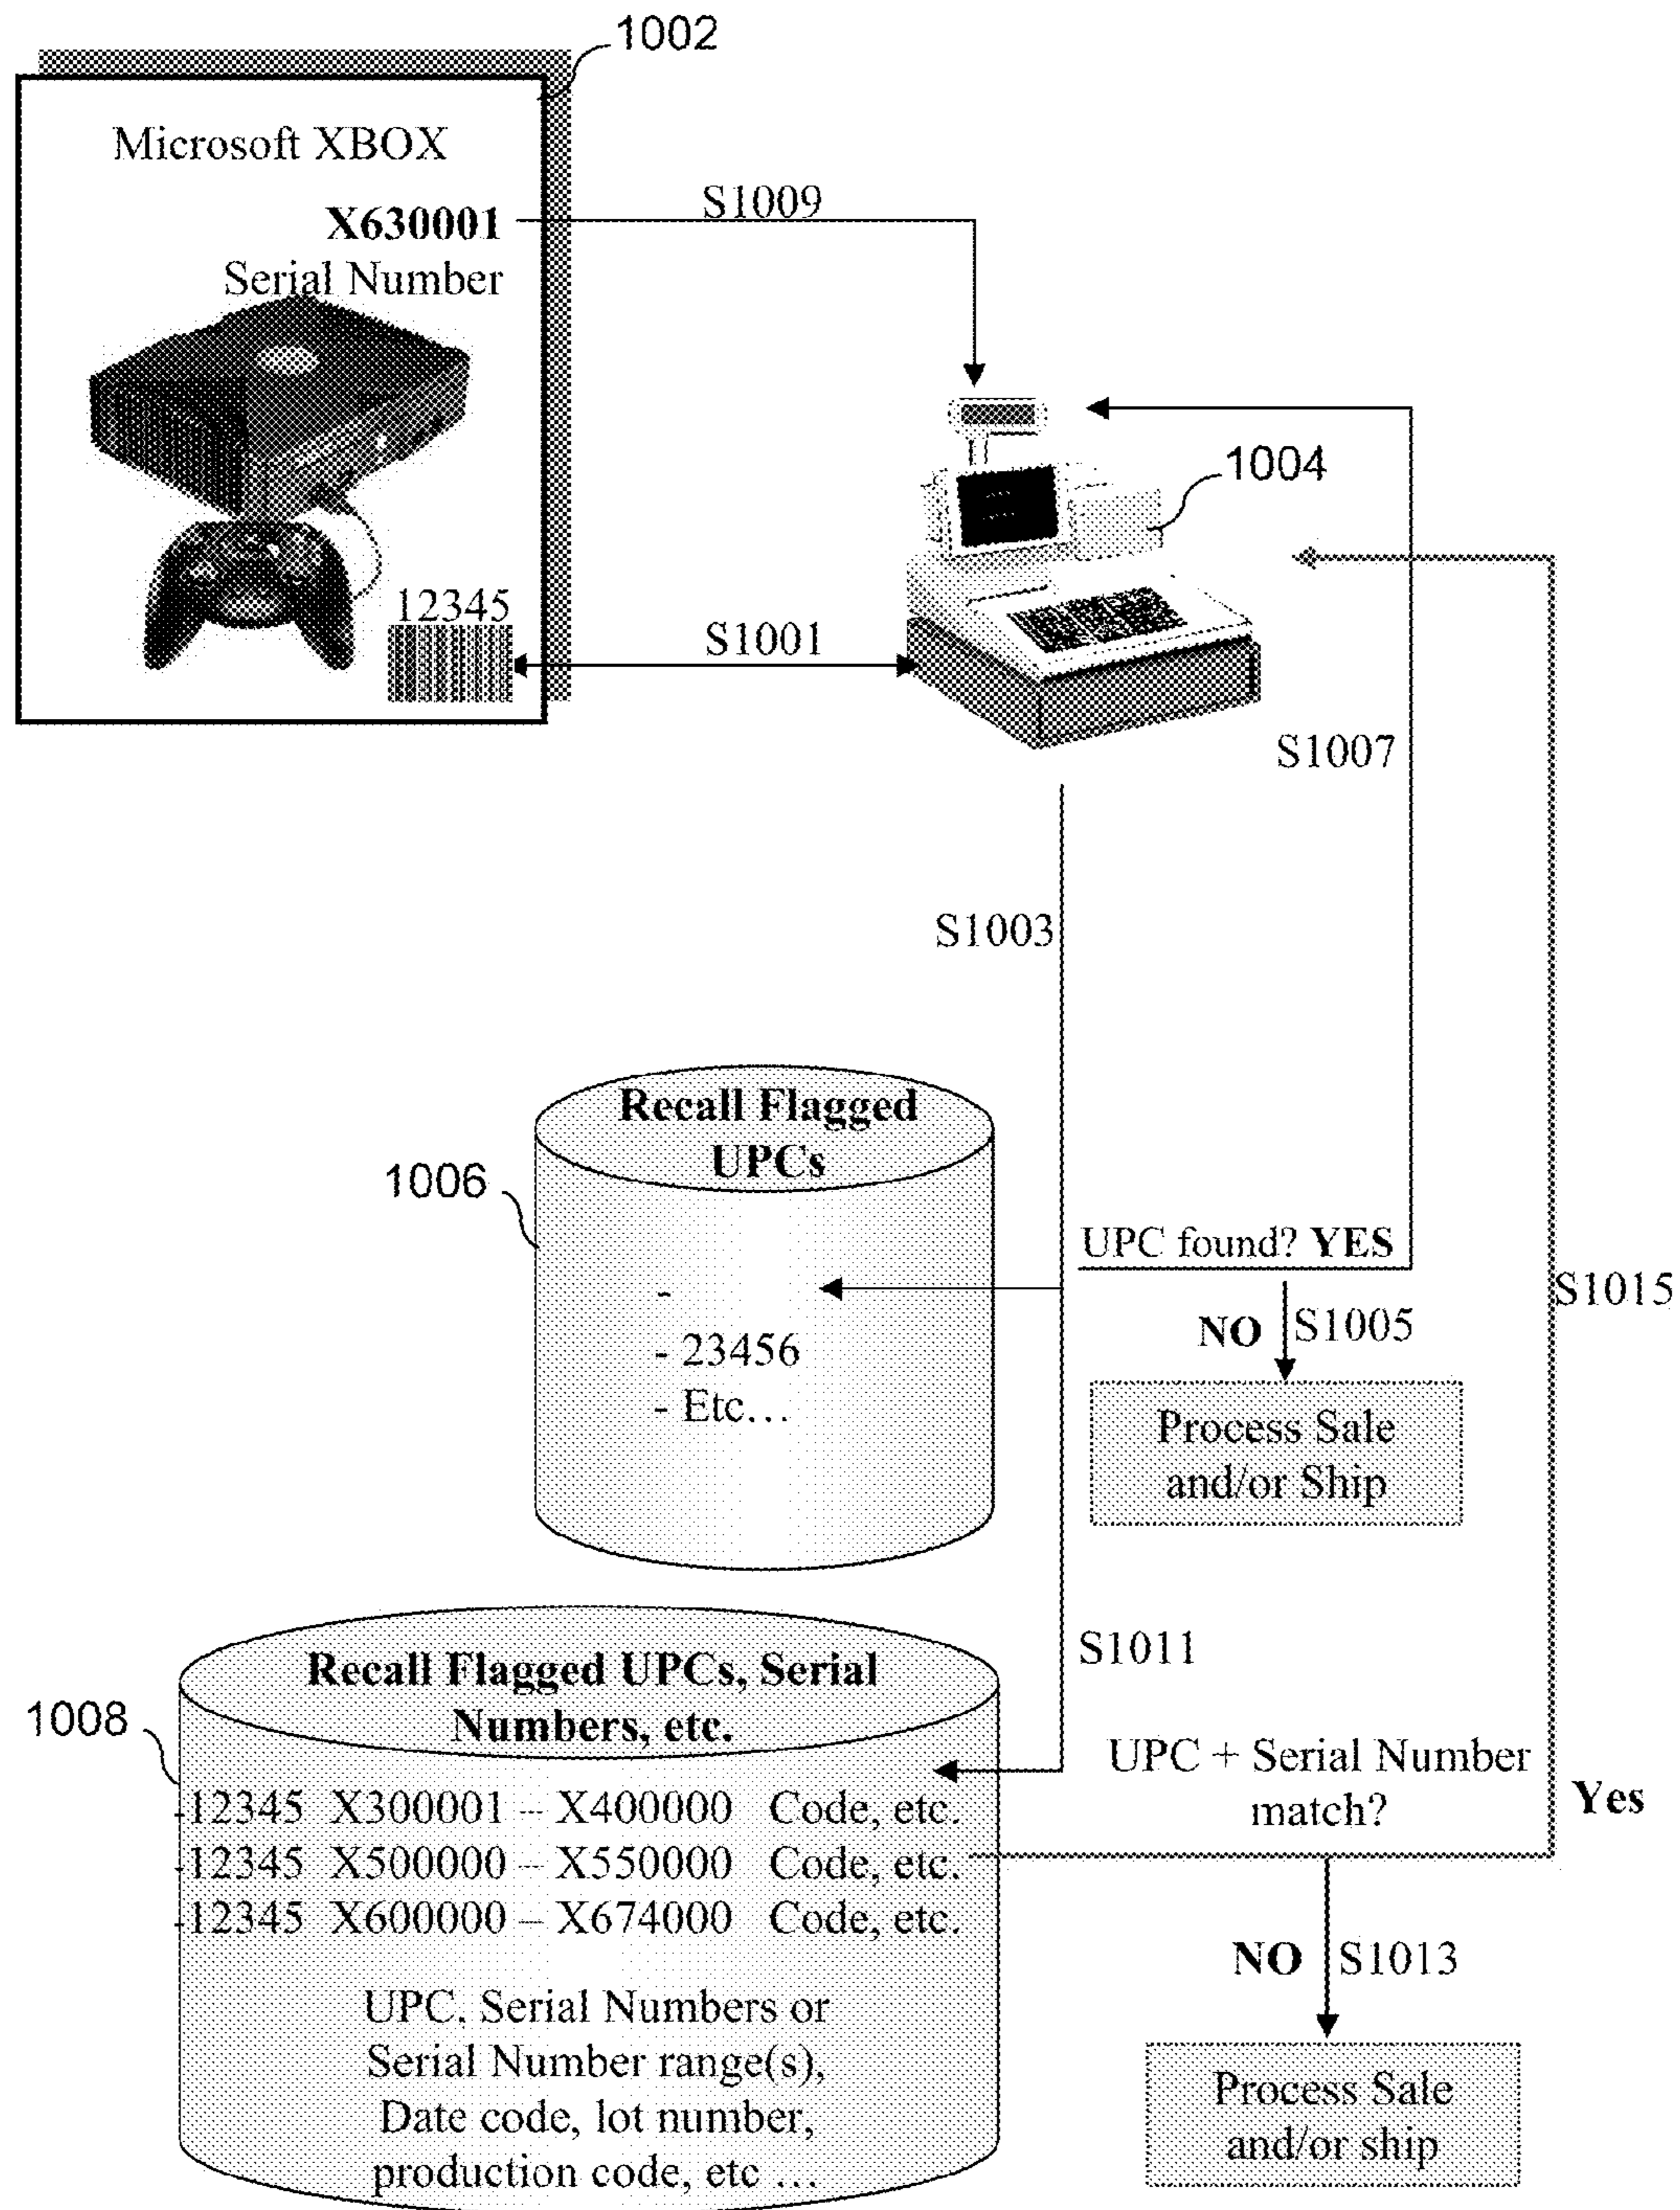 1002
Microsoft XBOX
X630001
Serial Number
S1009
1004
12345
S1001
S1007
S1003
Recall Flagged
UPCs
1006
UPC found? YES
-
- 23456
- Etc...
NO S1005
S1015
Process Sale
and/or Ship
S1011
Recall Flagged UPCs, Serial
Numbers, etc.
1008
UPC + Serial Number
match?
Yes
-12345 X300001 – X400000 Code, etc.
-12345 X500000 – X550000 Code, etc.
-12345 X600000 – X674000 Code, etc.
NO S1013
UPC, Serial Numbers or
Serial Number range(s),
Date code, lot number,
production code, etc ...
Process Sale
and/or ship